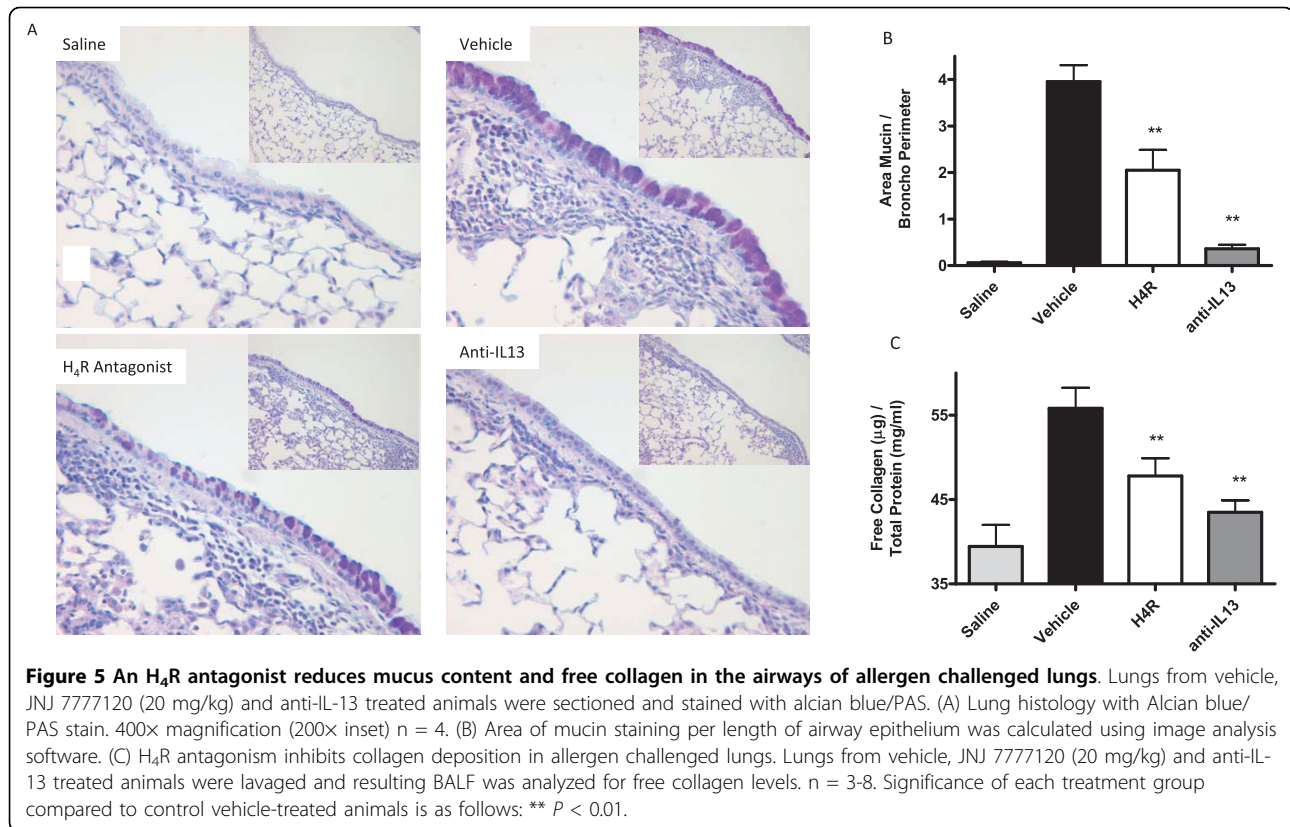 A
Saline
Vehicle
H₄R Antagonist
Anti-IL13
B
Area Mucin /
Broncho Perimeter
4
3
2
1
0
**
**
Saline
Vehicle
H4R
anti-IL13
C
Free Collagen (µg) /
Total Protein (mg/ml)
55
45
35
**
**
Saline
Vehicle
H4R
anti-IL13
Figure 5 An H₄R antagonist reduces mucus content and free collagen in the airways of allergen challenged lungs. Lungs from vehicle,
JNJ 7777120 (20 mg/kg) and anti-IL-13 treated animals were sectioned and stained with alcian blue/PAS. (A) Lung histology with Alcian blue/
PAS stain. 400× magnification (200× inset) n = 4. (B) Area of mucin staining per length of airway epithelium was calculated using image analysis
software. (C) H₄R antagonism inhibits collagen deposition in allergen challenged lungs. Lungs from vehicle, JNJ 7777120 (20 mg/kg) and anti-IL-
13 treated animals were lavaged and resulting BALF was analyzed for free collagen levels. n = 3-8. Significance of each treatment group
compared to control vehicle-treated animals is as follows: ** P < 0.01.